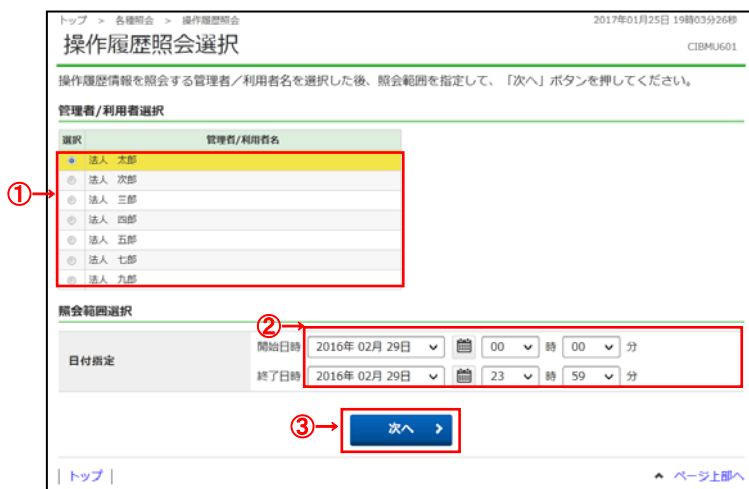 トップ > 各種照会 > 操作履歴照会
2017年01月25日 19時03分26秒
操作履歴照会選択
CIBMU601
操作履歴情報を照会する管理者／利用者名を選択した後、照会範囲を指定して、「次へ」ボタンを押してください。
管理者/利用者選択
選択 管理者/利用者名
① 法人 太郎
法人 次郎
法人 三郎
法人 四郎
法人 五郎
法人 七郎
法人 九郎
照会範囲選択
②
日付指定
開始日時 2016年 02月 29日 00 時 00 分
終了日時 2016年 02月 29日 23 時 59 分
③ 次へ
| トップ |
ページ上部へ